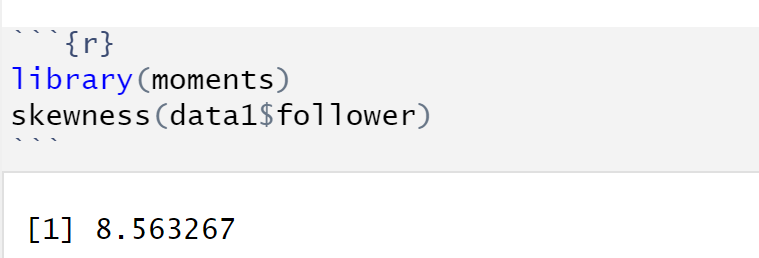 ```{r}
library(moments)
skewness(data1$follower)
```
[1] 8.563267